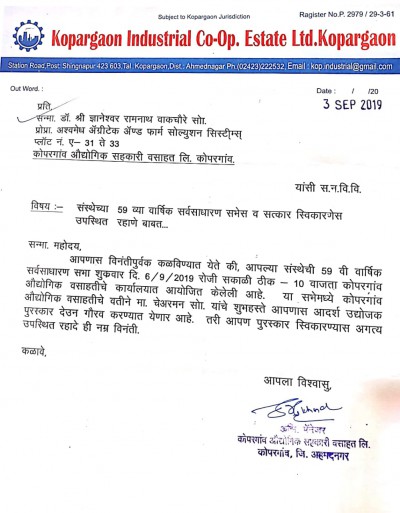 Subject to Kopargaon Jurisdiction
Ragister No.P. 2979 / 29-3-61
Kopargaon Industrial Co-Op. Estate Ltd.Kopargaon
Station Road,Post: Shingnapur 423 603,Tal. Kopargaon,Dist.: Ahmednagar Ph.:(02423)222532, Email : kop.industrial@gmail.com
Out Word. :
Date : / /20
3 SEP 2019
प्रति,
सन्मा. डॉ. श्री ज्ञानेश्वर रामनाथ वाकचौरे सोा.
प्रोप्रा. अश्वमेध ॲग्रीटेक ॲण्ड फार्म सोल्युशन सिस्टीम्स्
प्लॉट नं. ए– 31 ते 33
कोपरगांव औद्योगिक सहकारी वसाहत लि. कोपरगांव.
यांसी स.न.वि.वि.
विषय :– संस्थेच्या 59 व्या वार्षिक सर्वसाधारण सभेस व सत्कार स्विकारणेस
उपस्थित रहाणे बाबत...
सन्मा. महोदय,
आपणास विनंतीपुर्वक कळविण्यात येते की, आपल्या संस्थेची 59 वी वार्षिक
सर्वसाधारण सभा शुक्रवार दि. 6/9/2019 रोजी सकाळी ठीक – 10 वाजता कोपरगांव
औद्योगिक वसाहतीचे कार्यालयात आयोजित केलेली आहे. या सभेमध्ये कोपरगांव
औद्योगिक वसाहतीचे वतीने मा. चेअरमन सोा. यांचे शुभहस्ते आपणास आदर्श उद्योजक
पुरस्कार देउन गौरव करण्यात येणार आहे. तरी आपण पुरस्कार स्विकारण्यास अगत्य
उपस्थित रहादे ही नम्र विनंती.
कळावे,
आपला विश्वासु,
मॅनेजर
कोपरगांव औद्योगिक सहकारी वसाहत लि.
कोपरगांव, जि. अहमदनगर